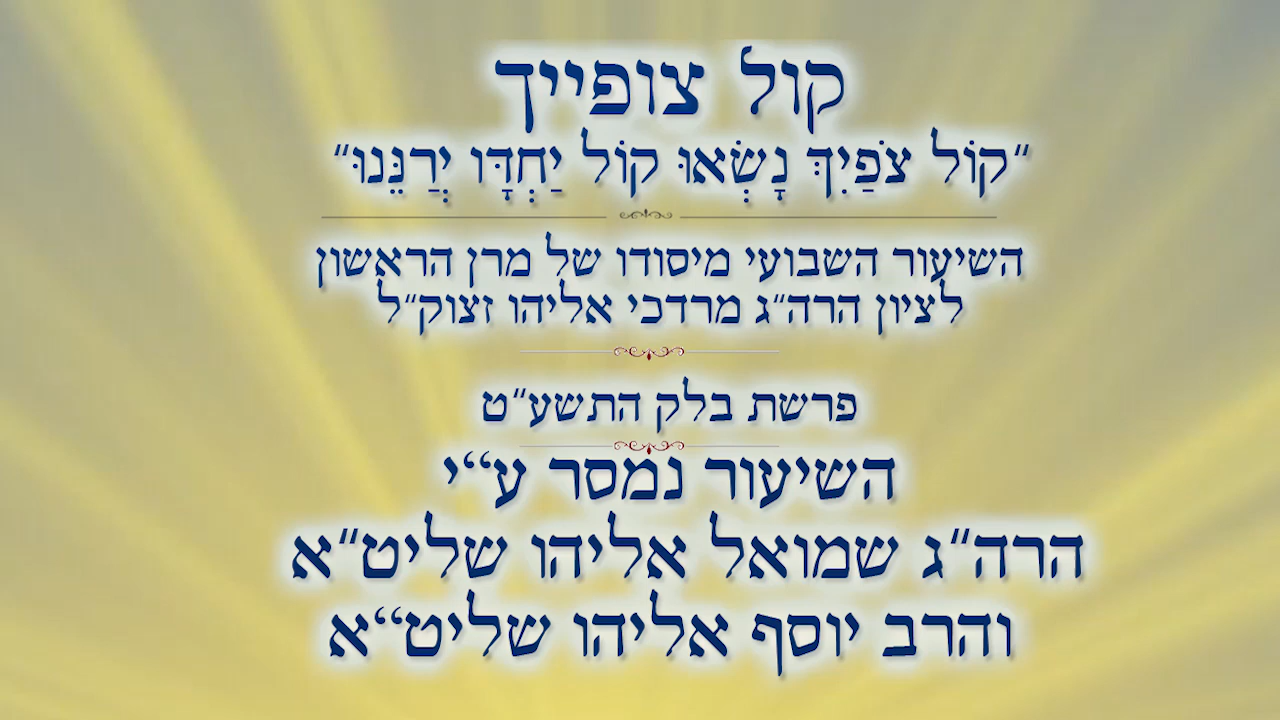 קול צופייך
״קוֹל צֹפַיִךְ נָשְׂאוּ קוֹל יַחְדָּו יְרַנֵּנוּ״
השיעור השבועי מיסודו של מרן הראשון
לציון הרה״ג מרדכי אליהו זצוק״ל
פרשת בלק התשע״ט
השיעור נמסר ע“י
הרה״ג שמואל אליהו שליט״א
והרב יוסף אליהו שליט“א